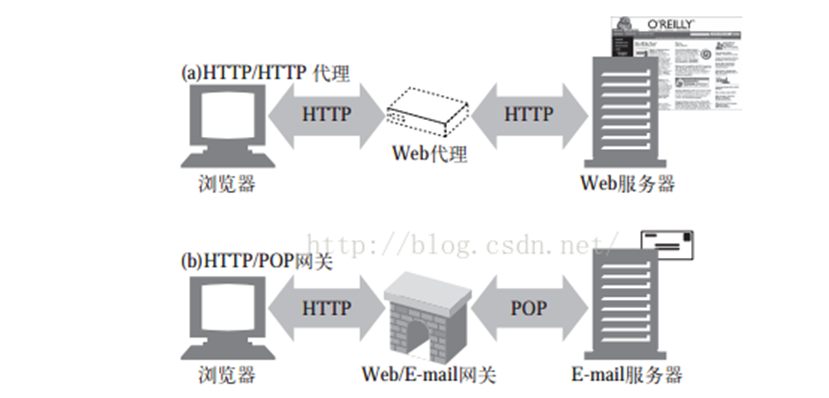 O'REILLY
(a)HTTP/HTTP 代理
HTTP
HTTP
Web代理
浏览器
Web服务器
http://blog.csdn.net/
(b)HTTP/POP网关
HTTP
POP
浏览器
Web/E-mail网关
E-mail服务器